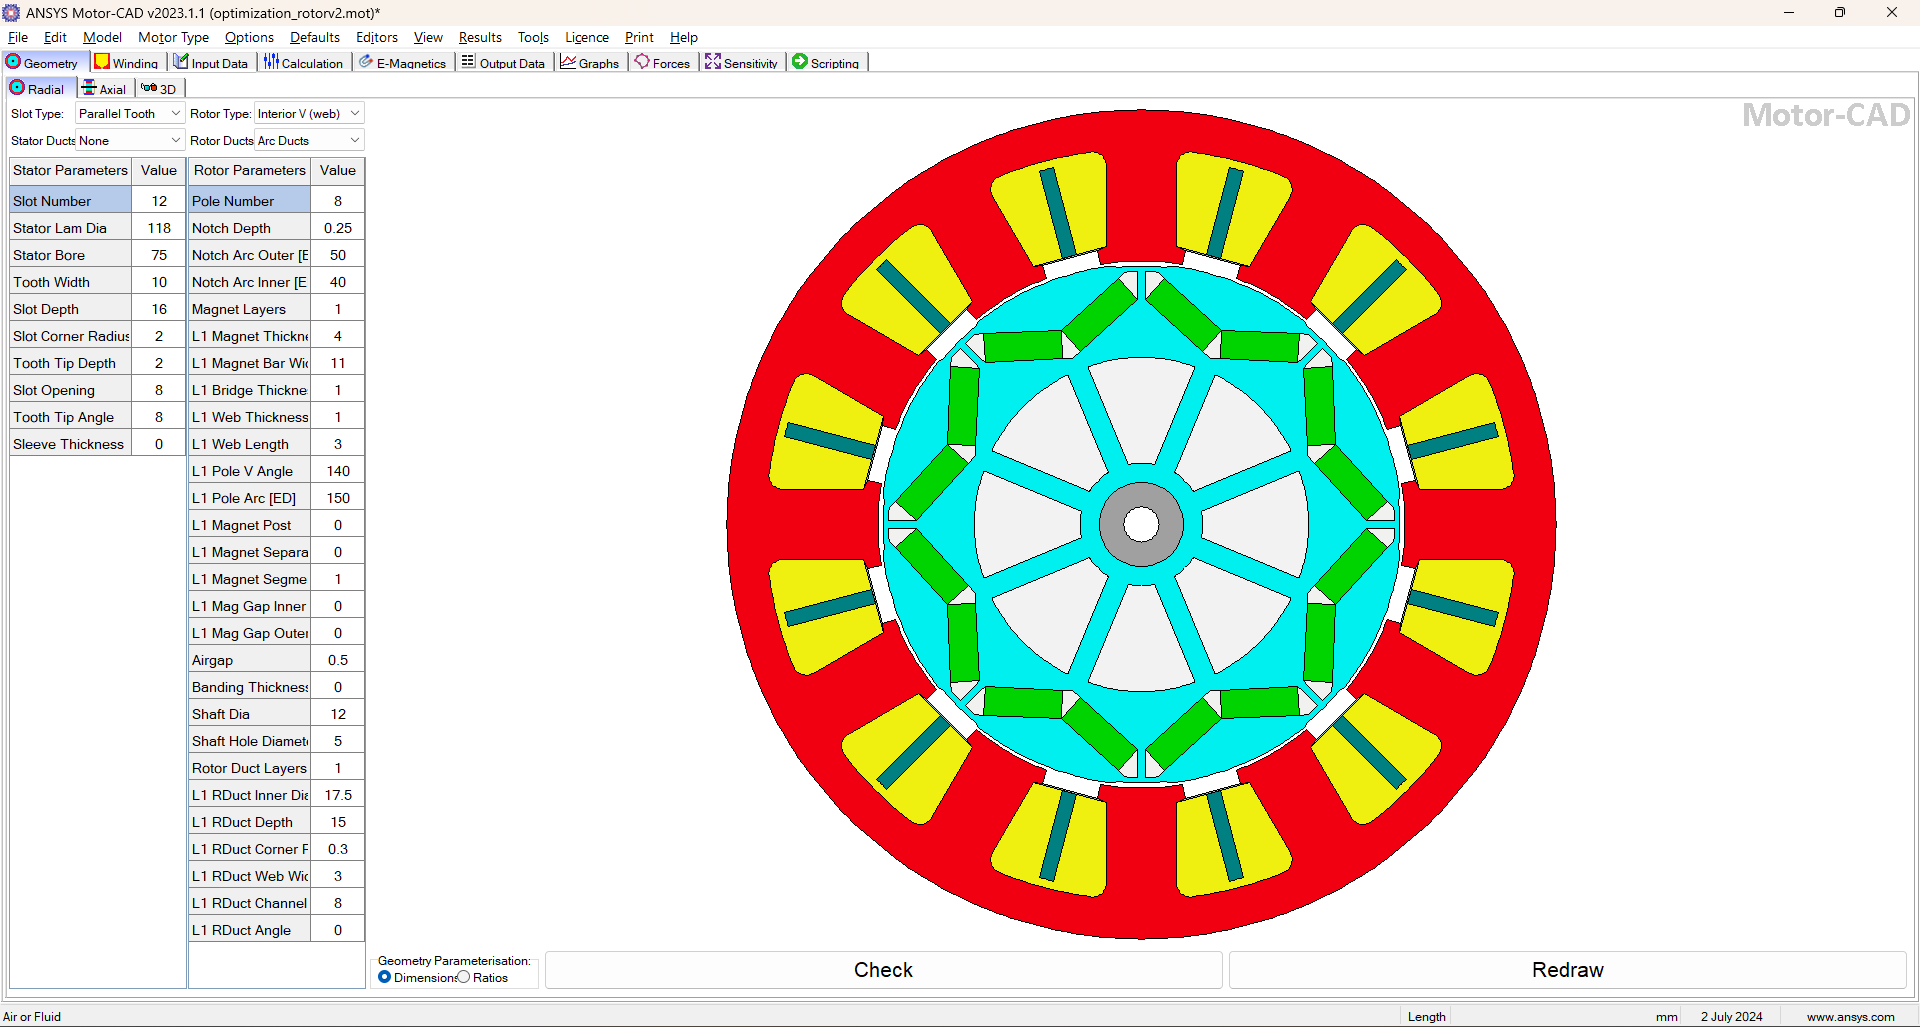 ANSYS Motor-CAD v2023.1.1 (optimization_rotorv2.mot)*
File Edit Model Motor Type Options Defaults Editors View Results Tools Licence Print Help
Geometry Winding Input Data Calculation E-Magnetics Output Data Graphs Forces Sensitivity Scripting
Radial Axial 3D
Slot Type: Parallel Tooth Rotor Type: Interior V (web)
Stator Ducts None Rotor Ducts Arc Ducts
Motor-CAD
Stator Parameters Value Rotor Parameters Value
Slot Number 12 Pole Number 8
Stator Lam Dia 118 Notch Depth 0.25
Stator Bore 75 Notch Arc Outer [E 50
Tooth Width 10 Notch Arc Inner [E 40
Slot Depth 16 Magnet Layers 1
Slot Corner Radius 2 L1 Magnet Thickne 4
Tooth Tip Depth 2 L1 Magnet Bar Wid 11
Slot Opening 8 L1 Bridge Thickne 1
Tooth Tip Angle 8 L1 Web Thickness 1
Sleeve Thickness 0 L1 Web Length 3
L1 Pole V Angle 140
L1 Pole Arc [ED] 150
L1 Magnet Post 0
L1 Magnet Separa 0
L1 Magnet Segme 1
L1 Mag Gap Inner 0
L1 Mag Gap Outer 0
Airgap 0.5
Banding Thickness 0
Shaft Dia 12
Shaft Hole Diamet 5
Rotor Duct Layers 1
L1 RDuct Inner Dia 17.5
L1 RDuct Depth 15
L1 RDuct Corner F 0.3
L1 RDuct Web Wid 3
L1 RDuct Channel 8
L1 RDuct Angle 0
Geometry Parameterisation:
Dimensions Ratios
Check
Redraw
Air or Fluid Length mm 2 July 2024 www.ansys.com